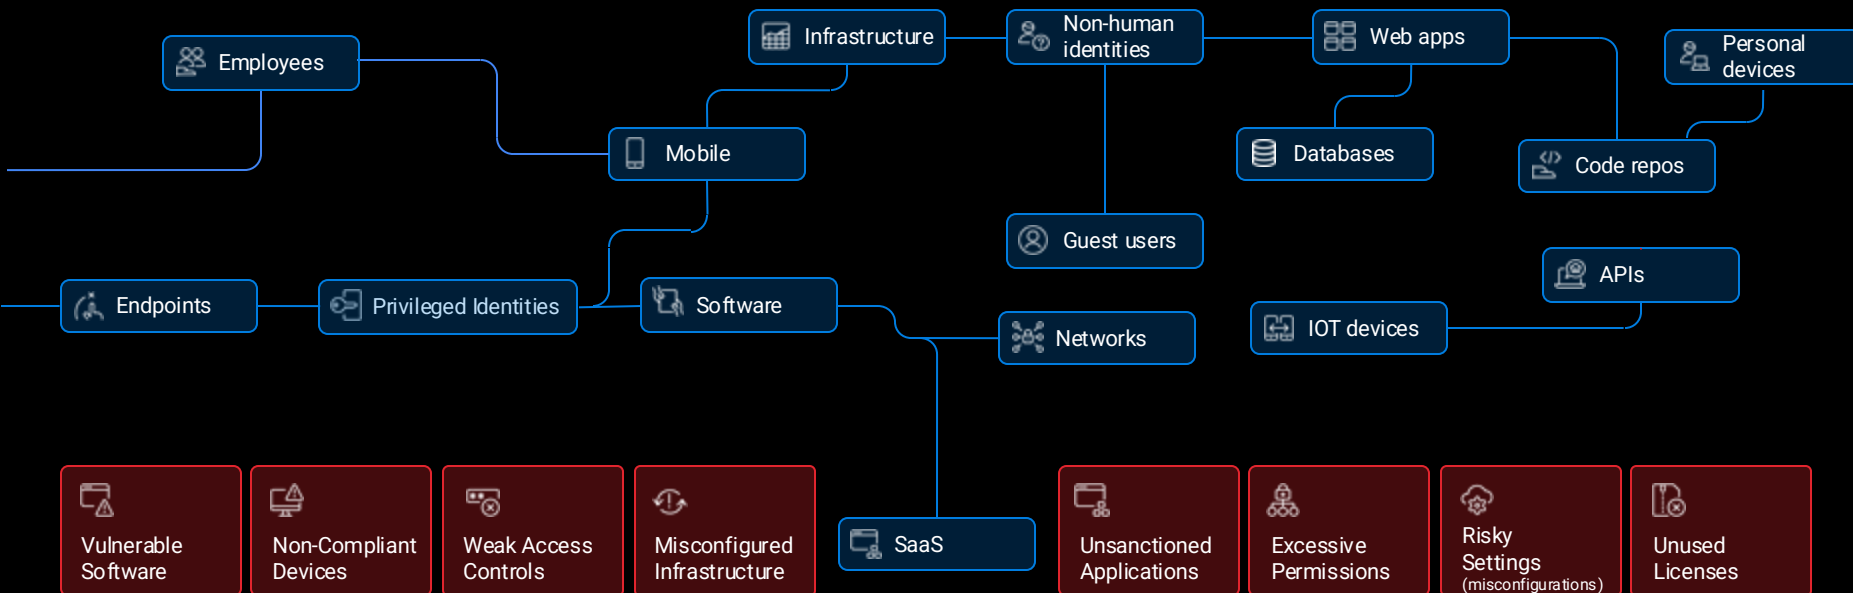 Infrastructure
Non-human
identities
Web apps
Personal
devices
Employees
Mobile
Databases
Code repos
Guest users
APIs
Endpoints
Privileged Identities
Software
Networks
IOT devices
Vulnerable
Software
Non-Compliant
Devices
Weak Access
Controls
Misconfigured
Infrastructure
SaaS
Unsanctioned
Applications
Excessive
Permissions
Risky
Settings
(misconfigurations)
Unused
Licenses